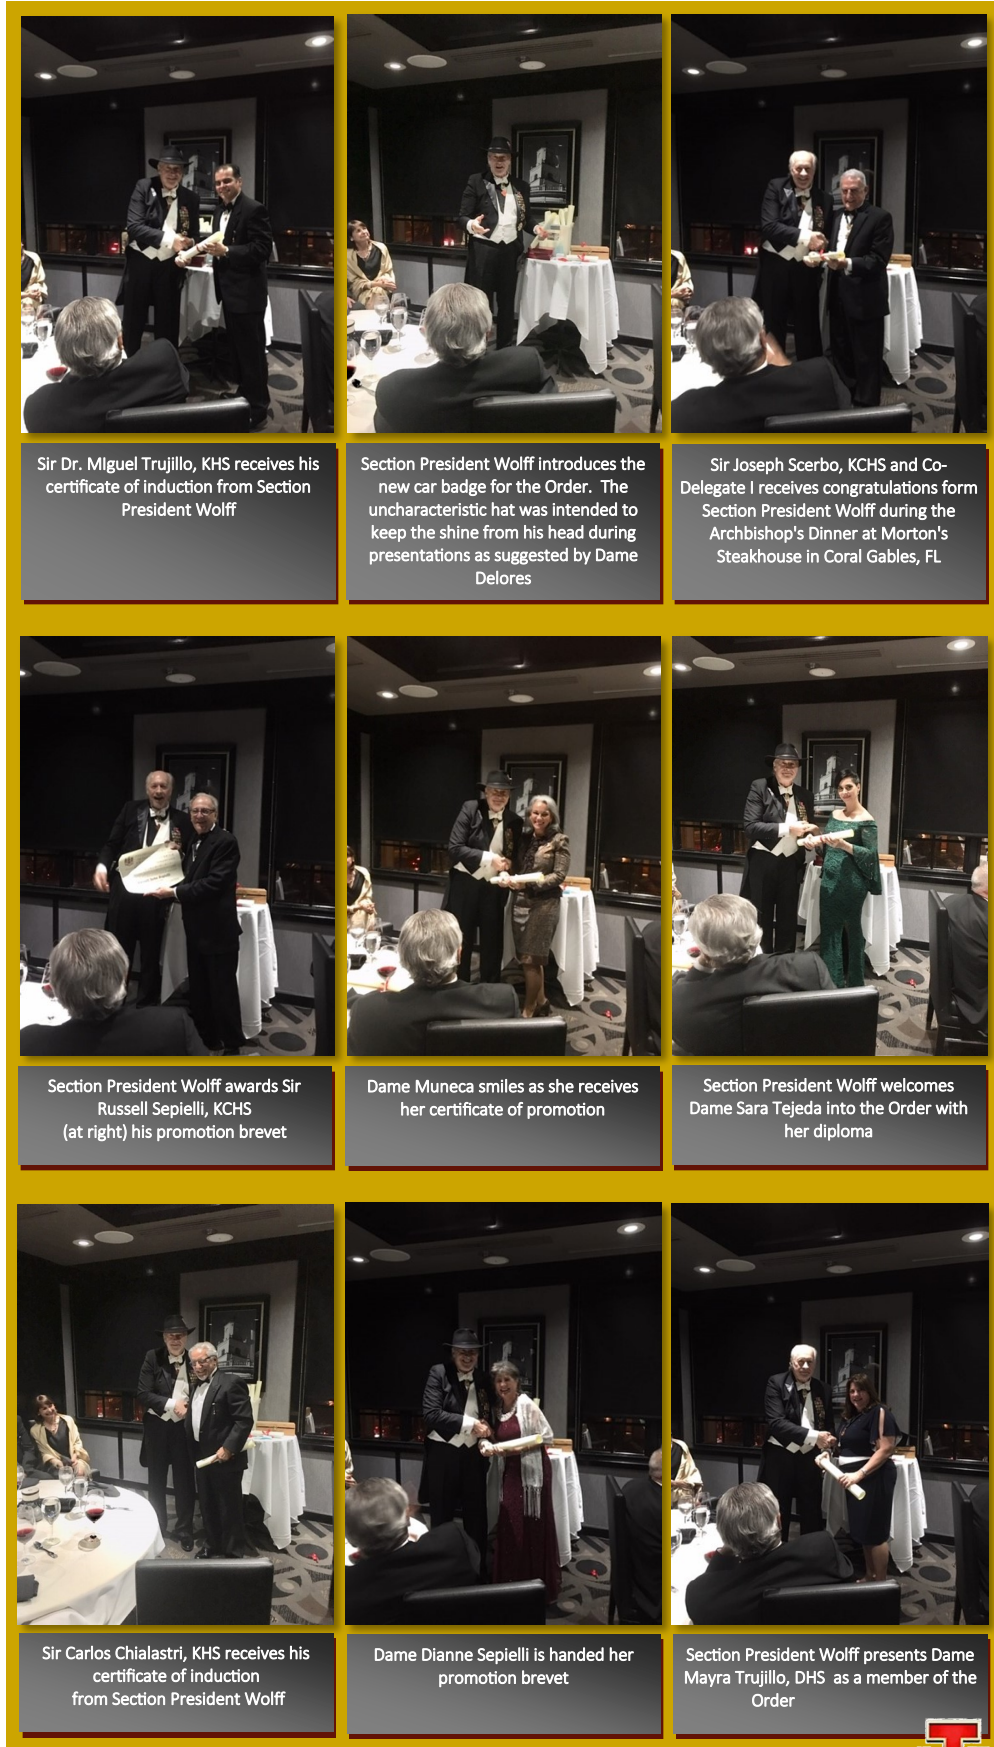 Sir Dr. MIguel Trujillo, KHS receives his
certificate of induction from Section
President Wolff
Section President Wolff introduces the
new car badge for the Order. The
uncharacteristic hat was intended to
keep the shine from his head during
presentations as suggested by Dame
Delores
Sir Joseph Scerbo, KCHS and Co-
Delegate I receives congratulations form
Section President Wolff during the
Archbishop's Dinner at Morton's
Steakhouse in Coral Gables, FL
Section President Wolff awards Sir
Russell Sepielli, KCHS
(at right) his promotion brevet
Dame Muneca smiles as she receives
her certificate of promotion
Section President Wolff welcomes
Dame Sara Tejeda into the Order with
her diploma
Sir Carlos Chialastri, KHS receives his
certificate of induction
from Section President Wolff
Dame Dianne Sepielli is handed her
promotion brevet
Section President Wolff presents Dame
Mayra Trujillo, DHS as a member of the
Order